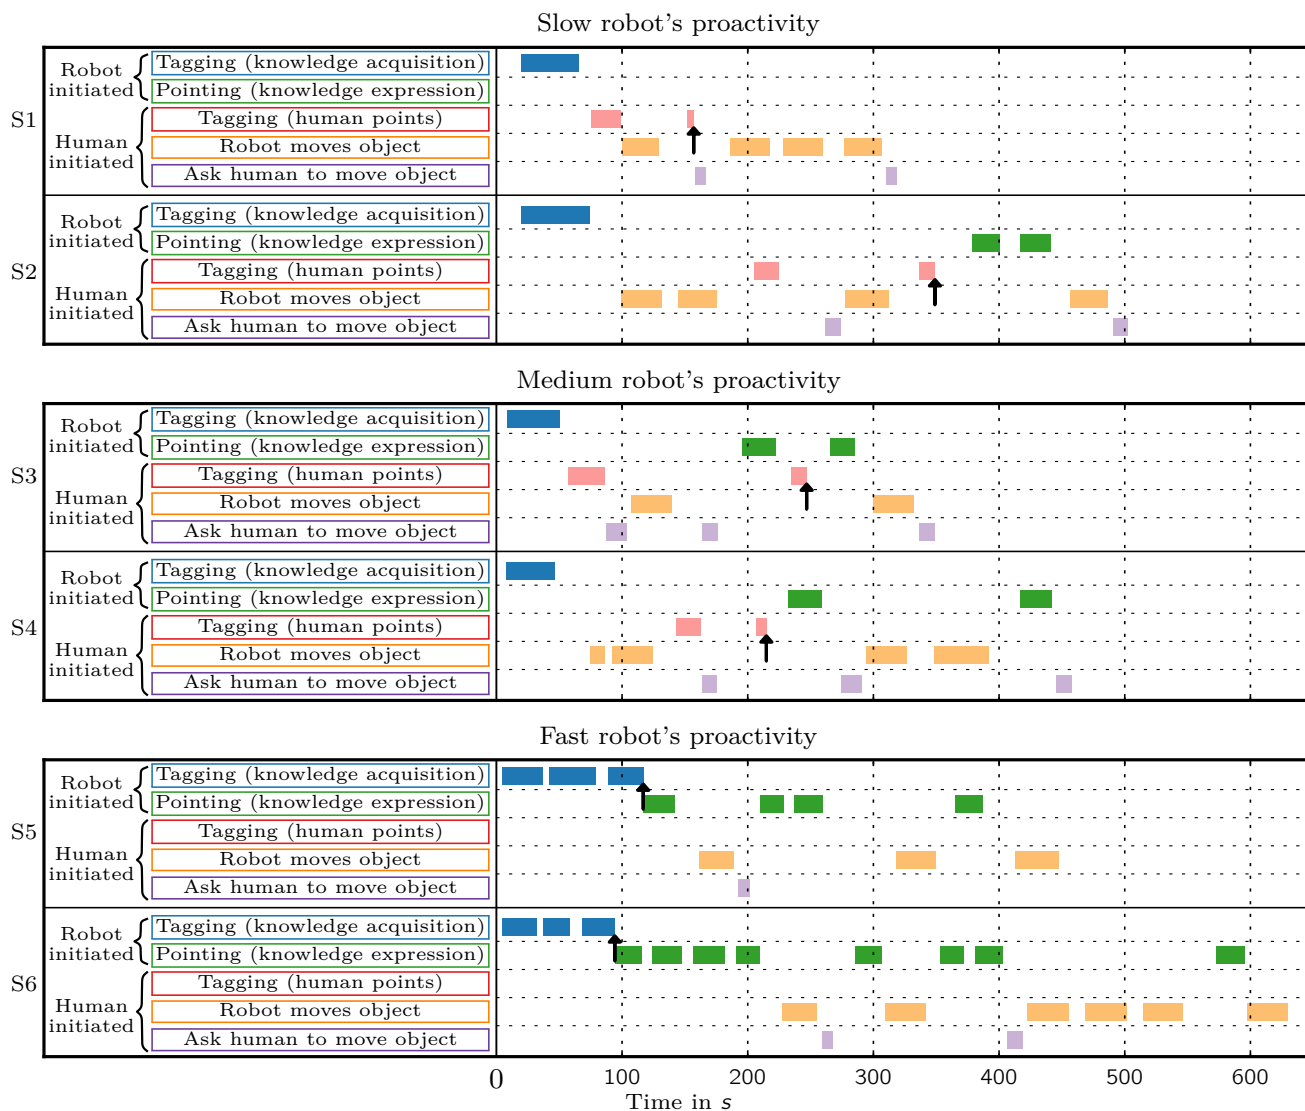 Slow robot's proactivity
S1
Robot initiated
Tagging (knowledge acquisition)
Pointing (knowledge expression)
Human initiated
Tagging (human points)
Robot moves object
Ask human to move object
S2
Robot initiated
Tagging (knowledge acquisition)
Pointing (knowledge expression)
Human initiated
Tagging (human points)
Robot moves object
Ask human to move object
Medium robot's proactivity
S3
Robot initiated
Tagging (knowledge acquisition)
Pointing (knowledge expression)
Human initiated
Tagging (human points)
Robot moves object
Ask human to move object
S4
Robot initiated
Tagging (knowledge acquisition)
Pointing (knowledge expression)
Human initiated
Tagging (human points)
Robot moves object
Ask human to move object
Fast robot's proactivity
S5
Robot initiated
Tagging (knowledge acquisition)
Pointing (knowledge expression)
Human initiated
Tagging (human points)
Robot moves object
Ask human to move object
S6
Robot initiated
Tagging (knowledge acquisition)
Pointing (knowledge expression)
Human initiated
Tagging (human points)
Robot moves object
Ask human to move object
0 100 200 300 400 500 600
Time in s